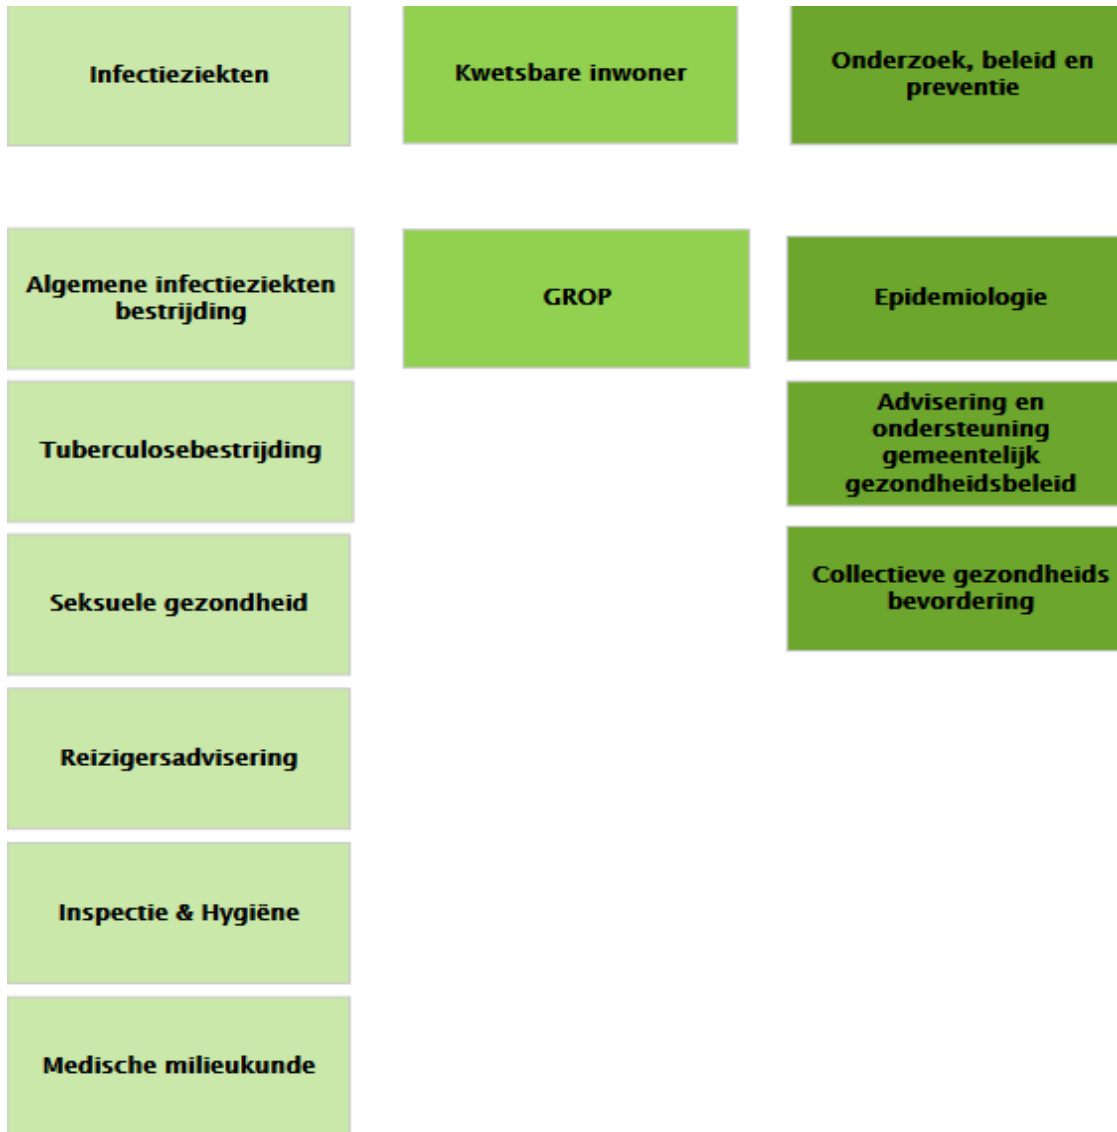 Infectieziekten
Kwetsbare inwoner
Onderzoek, beleid en
preventie
Algemene infectieziekten
bestrijding
GROP
Epidemiologie
Tuberculosebestrijding
Advisering en
ondersteuning
gemeentelijk
gezondheidsbeleid
Seksuele gezondheid
Collectieve gezondheids
bevordering
Reizigersadvisering
Inspectie & Hygiëne
Medische milieukunde